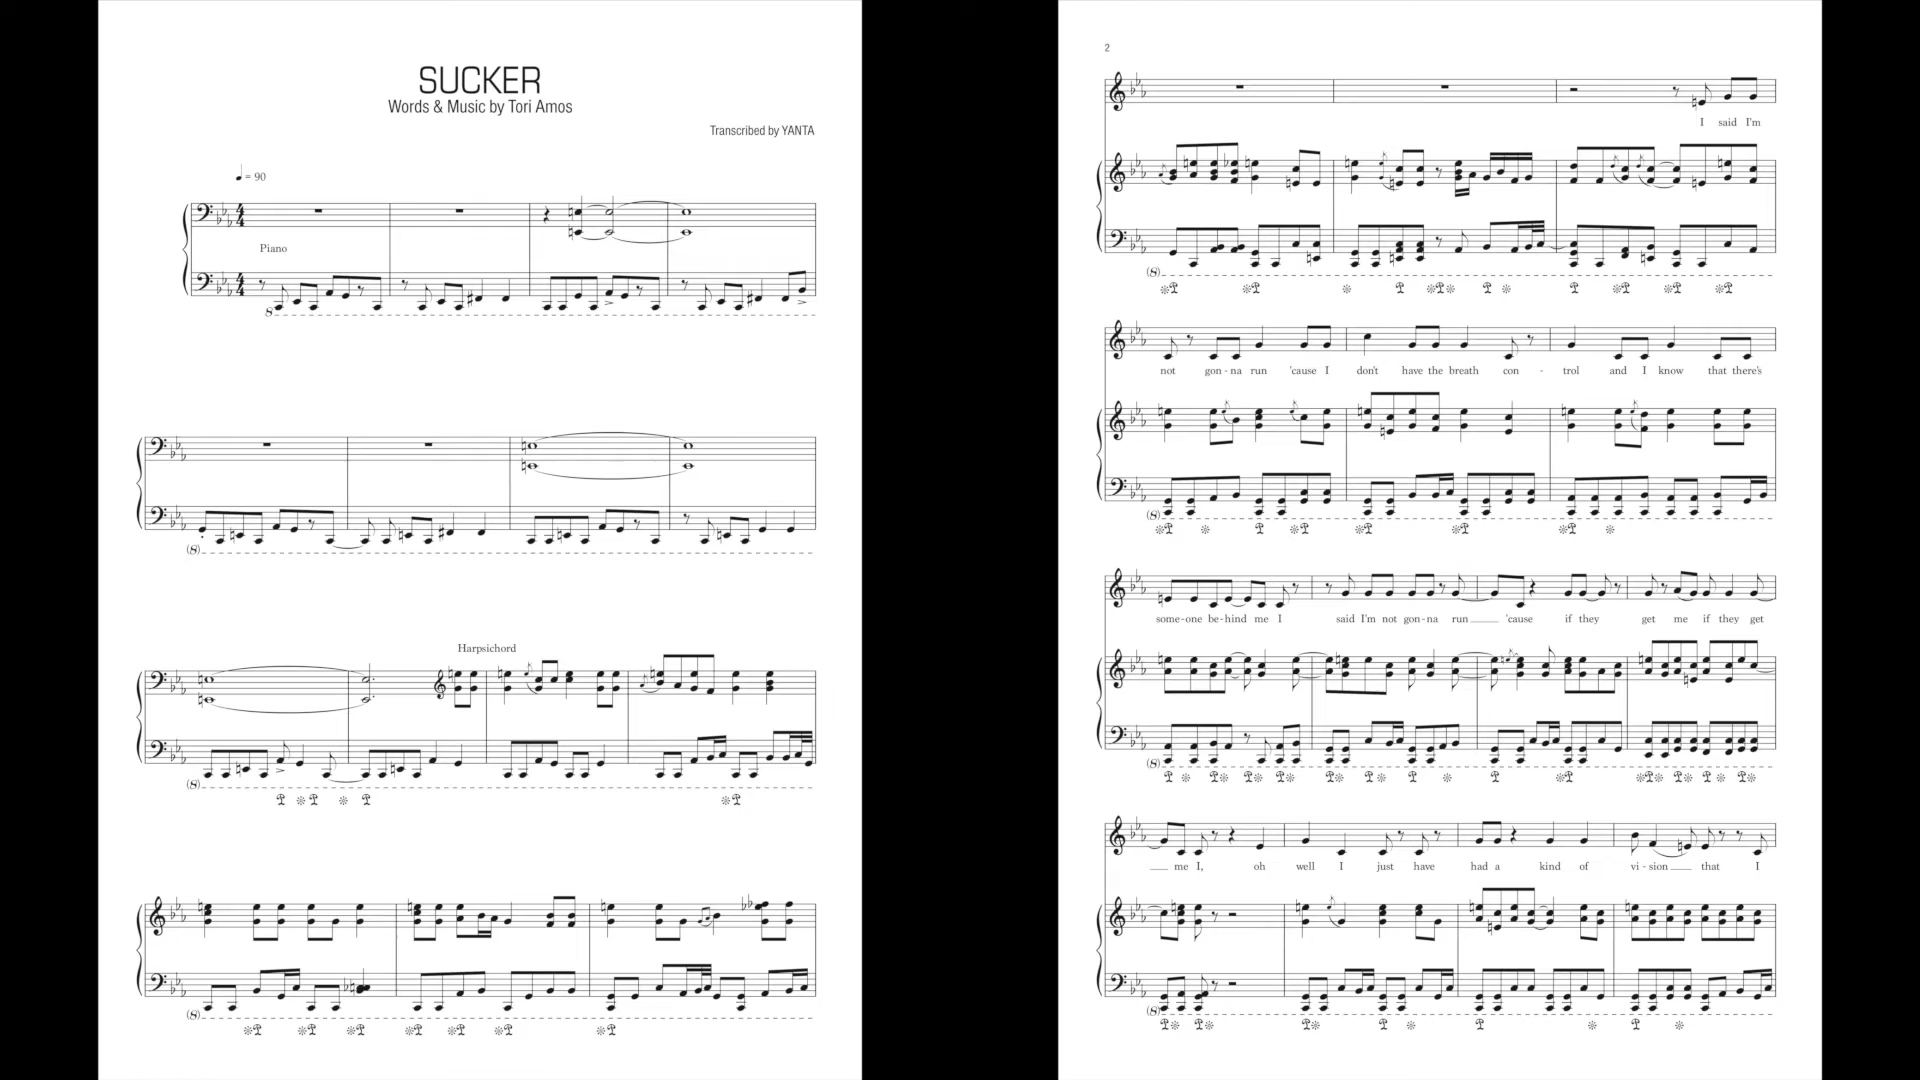 SUCKER
Words & Music by Tori Amos
Transcribed by YANTA
= 90
Piano
8
(8)
Harpsichord
(8)
(8)
2
I said I'm
(8)
not gon - na run 'cause I don't have the breath con - trol and I know that there's
(8)
some - one be - hind me I said I'm not gon - na run 'cause if they get me if they get
(8)
me I, oh well I just have had a kind of vi - sion that I
(8)